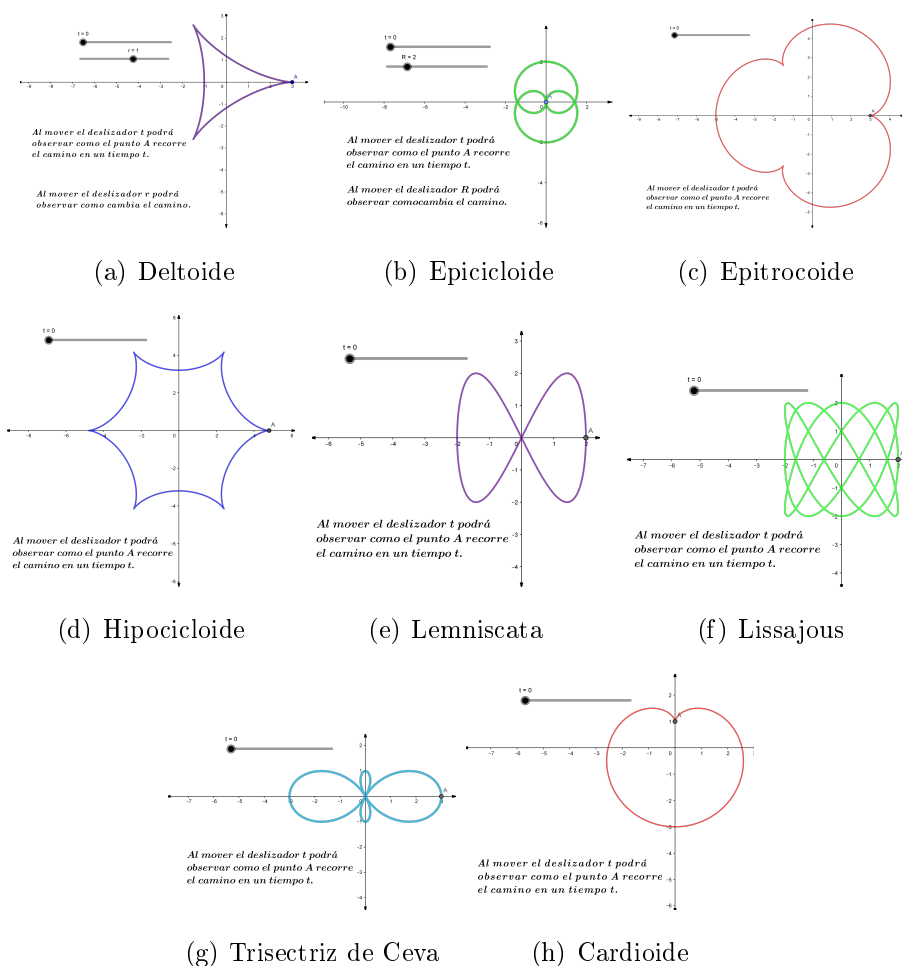 t = 0
r = 1
A
Al mover el deslizador t podrá
observar como el punto A recorre
el camino en un tiempo t.
Al mover el deslizador r podrá
observar como cambia el camino.
(a) Deltoide
t = 0
R = 2
A
Al mover el deslizador t podrá
observar como el punto A recorre
el camino en un tiempo t.
Al mover el deslizador R podrá
observar comocambia el camino.
(b) Epicicloide
t = 0
A
Al mover el deslizador t podrá
observar como el punto A recorre
el camino en un tiempo t.
(c) Epitrocoide
t = 0
A
Al mover el deslizador t podrá
observar como el punto A recorre
el camino en un tiempo t.
(d) Hipocicloide
t = 0
A
Al mover el deslizador t podrá
observar como el punto A recorre
el camino en un tiempo t.
(e) Lemniscata
t = 0
A
Al mover el deslizador t podrá
observar como el punto A recorre
el camino en un tiempo t.
(f) Lissajous
t = 0
A
Al mover el deslizador t podrá
observar como el punto A recorre
el camino en un tiempo t.
(g) Trisectriz de Ceva
t = 0
A
Al mover el deslizador t podrá
observar como el punto A recorre
el camino en un tiempo t.
(h) Cardioide